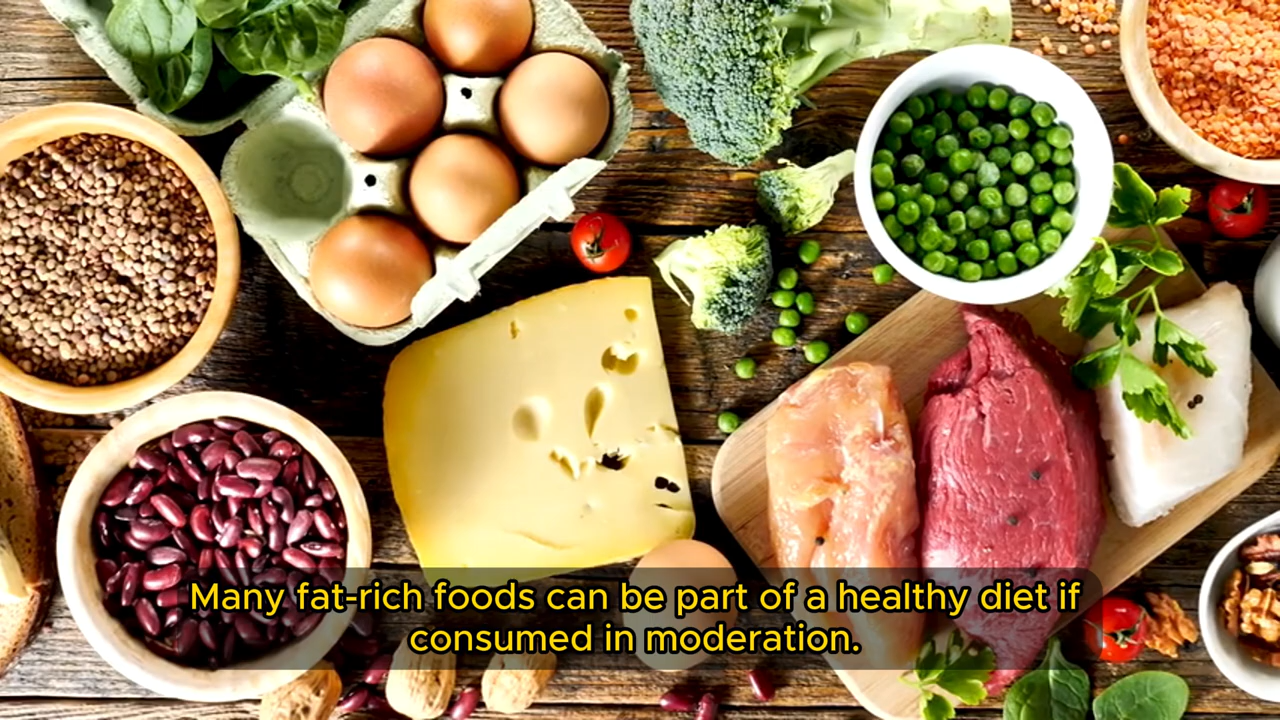 Many fat-rich foods can be part of a healthy diet if
consumed in moderation.